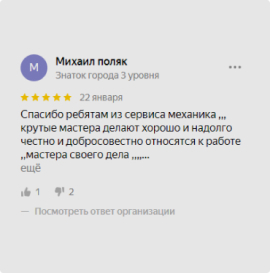 М
Михаил поляк
Знаток города 3 уровня
22 января
Спасибо ребятам из сервиса механика ,,,
крутые мастера делают хорошо и надолго
честно и добросовестно относятся к работе
,,мастера своего дела ,,,,...
ещё
1 2
— Посмотреть ответ организации